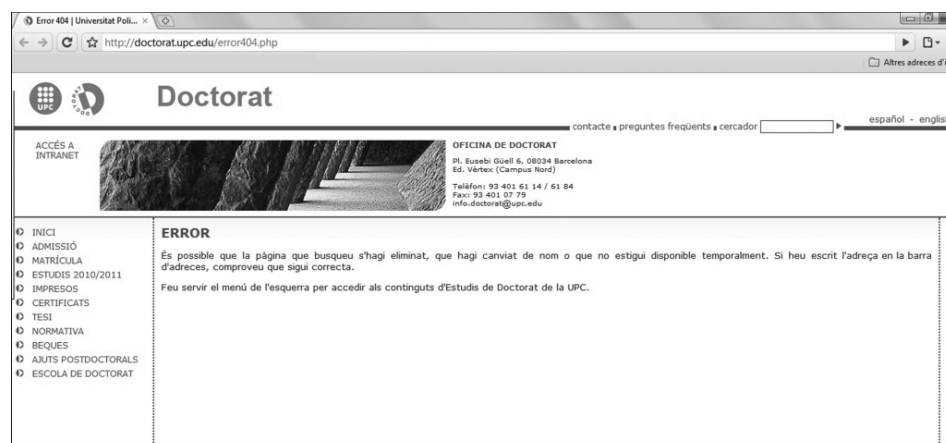 Error 404 | Universitat Poli...
http://doctorat.upc.edu/error404.php
Altres adreces d'i
UPC
Doctorat
contacte preguntes freqüents cercador
español - english
ACCÉS A
INTRANET
OFICINA DE DOCTORAT
Pl. Eusebi Güell 6, 08034 Barcelona
Ed. Vèrtex (Campus Nord)
Telèfon: 93 401 61 14 / 61 84
Fax: 93 401 07 79
info.doctorat@upc.edu
INICI
ADMISSIÓ
MATRÍCULA
ESTUDIS 2010/2011
IMPRESOS
CERTIFICATS
TESI
NORMATIVA
BEQUES
AJUTS POSTDOCTORALS
ESCOLA DE DOCTORAT
ERROR
És possible que la pàgina que busqueu s'hagi eliminat, que hagi canviat de nom o que no estigui disponible temporalment. Si heu escrit l'adreça en la barra
d'adreces, comproveu que sigui correcta.
Feu servir el menú de l'esquerra per accedir als continguts d'Estudis de Doctorat de la UPC.